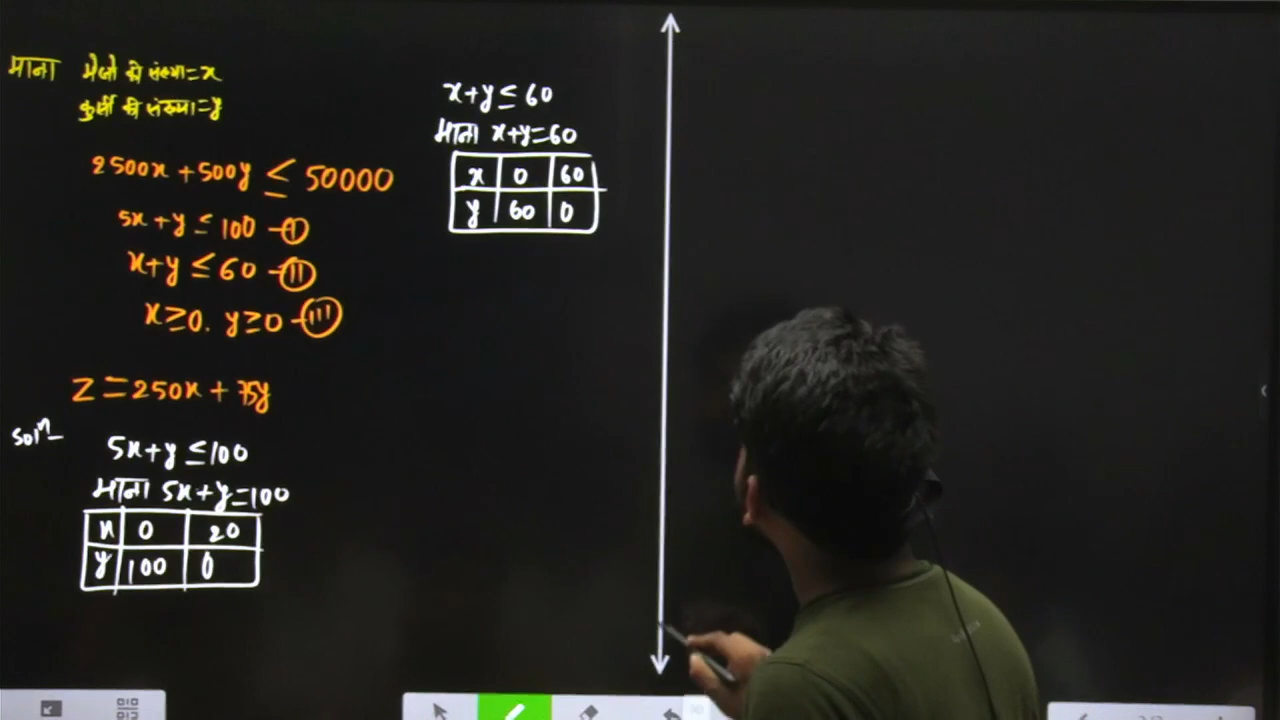 माना मेजों की संख्या = x
कुर्सी की संख्या = y
2500x + 500y ≤ 50000
5x + y ≤ 100 - Ⓘ
x + y ≤ 60 - ⒾⒾ
x ≥ 0. y ≥ 0 - ⒾⒾⒾ
Z = 250x + 75y
Solⁿ
5x + y ≤ 100
माना 5x + y = 100
x 0 20
y 100 0
x + y ≤ 60
माना x + y = 60
x 0 60
y 60 0